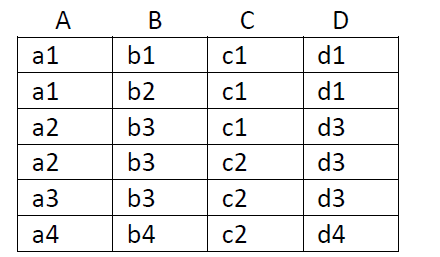 A B C D
a1 b1 c1 d1
a1 b2 c1 d1
a2 b3 c1 d3
a2 b3 c2 d3
a3 b3 c2 d3
a4 b4 c2 d4